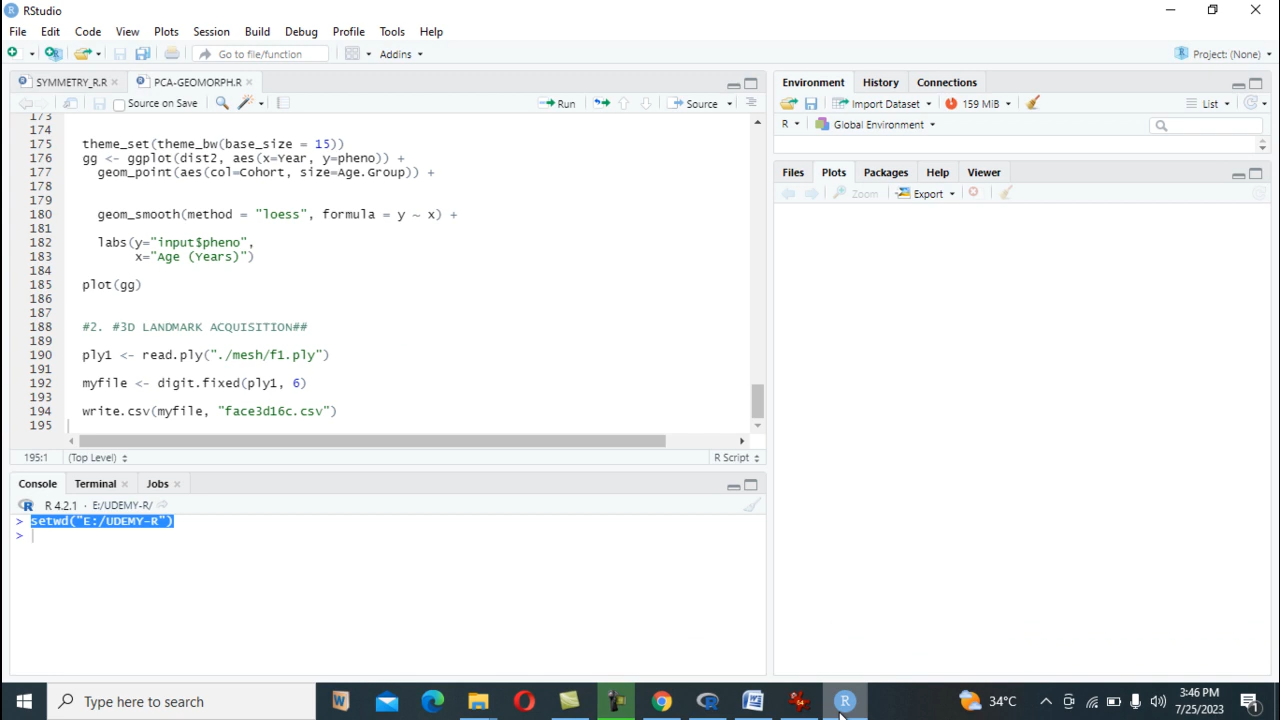 RStudio
File Edit Code View Plots Session Build Debug Profile Tools Help
Go to file/function Addins Project: (None)
SYMMETRY_R.R PCA-GEOMORPH.R
Source on Save Run Source
173
174
175 theme_set(theme_bw(base_size = 15))
176 gg <- ggplot(dist2, aes(x=Year, y=pheno)) +
177 geom_point(aes(col=Cohort, size=Age.Group)) +
178
179
180 geom_smooth(method = "loess", formula = y ~ x) +
181
182 labs(y="input$pheno",
183 x="Age (Years)")
184
185 plot(gg)
186
187
188 #2. #3D LANDMARK ACQUISITION##
189
190 ply1 <- read.ply("./mesh/f1.ply")
191
192 myfile <- digit.fixed(ply1, 6)
193
194 write.csv(myfile, "face3d16c.csv")
195
195:1 (Top Level) R Script
Console Terminal Jobs
R 4.2.1 · E:/UDEMY-R/
> setwd("E:/UDEMY-R")
>
Environment History Connections
Import Dataset 159 MiB List
R Global Environment
Files Plots Packages Help Viewer
Zoom Export
Type here to search
34°C
3:46 PM
7/25/2023
1